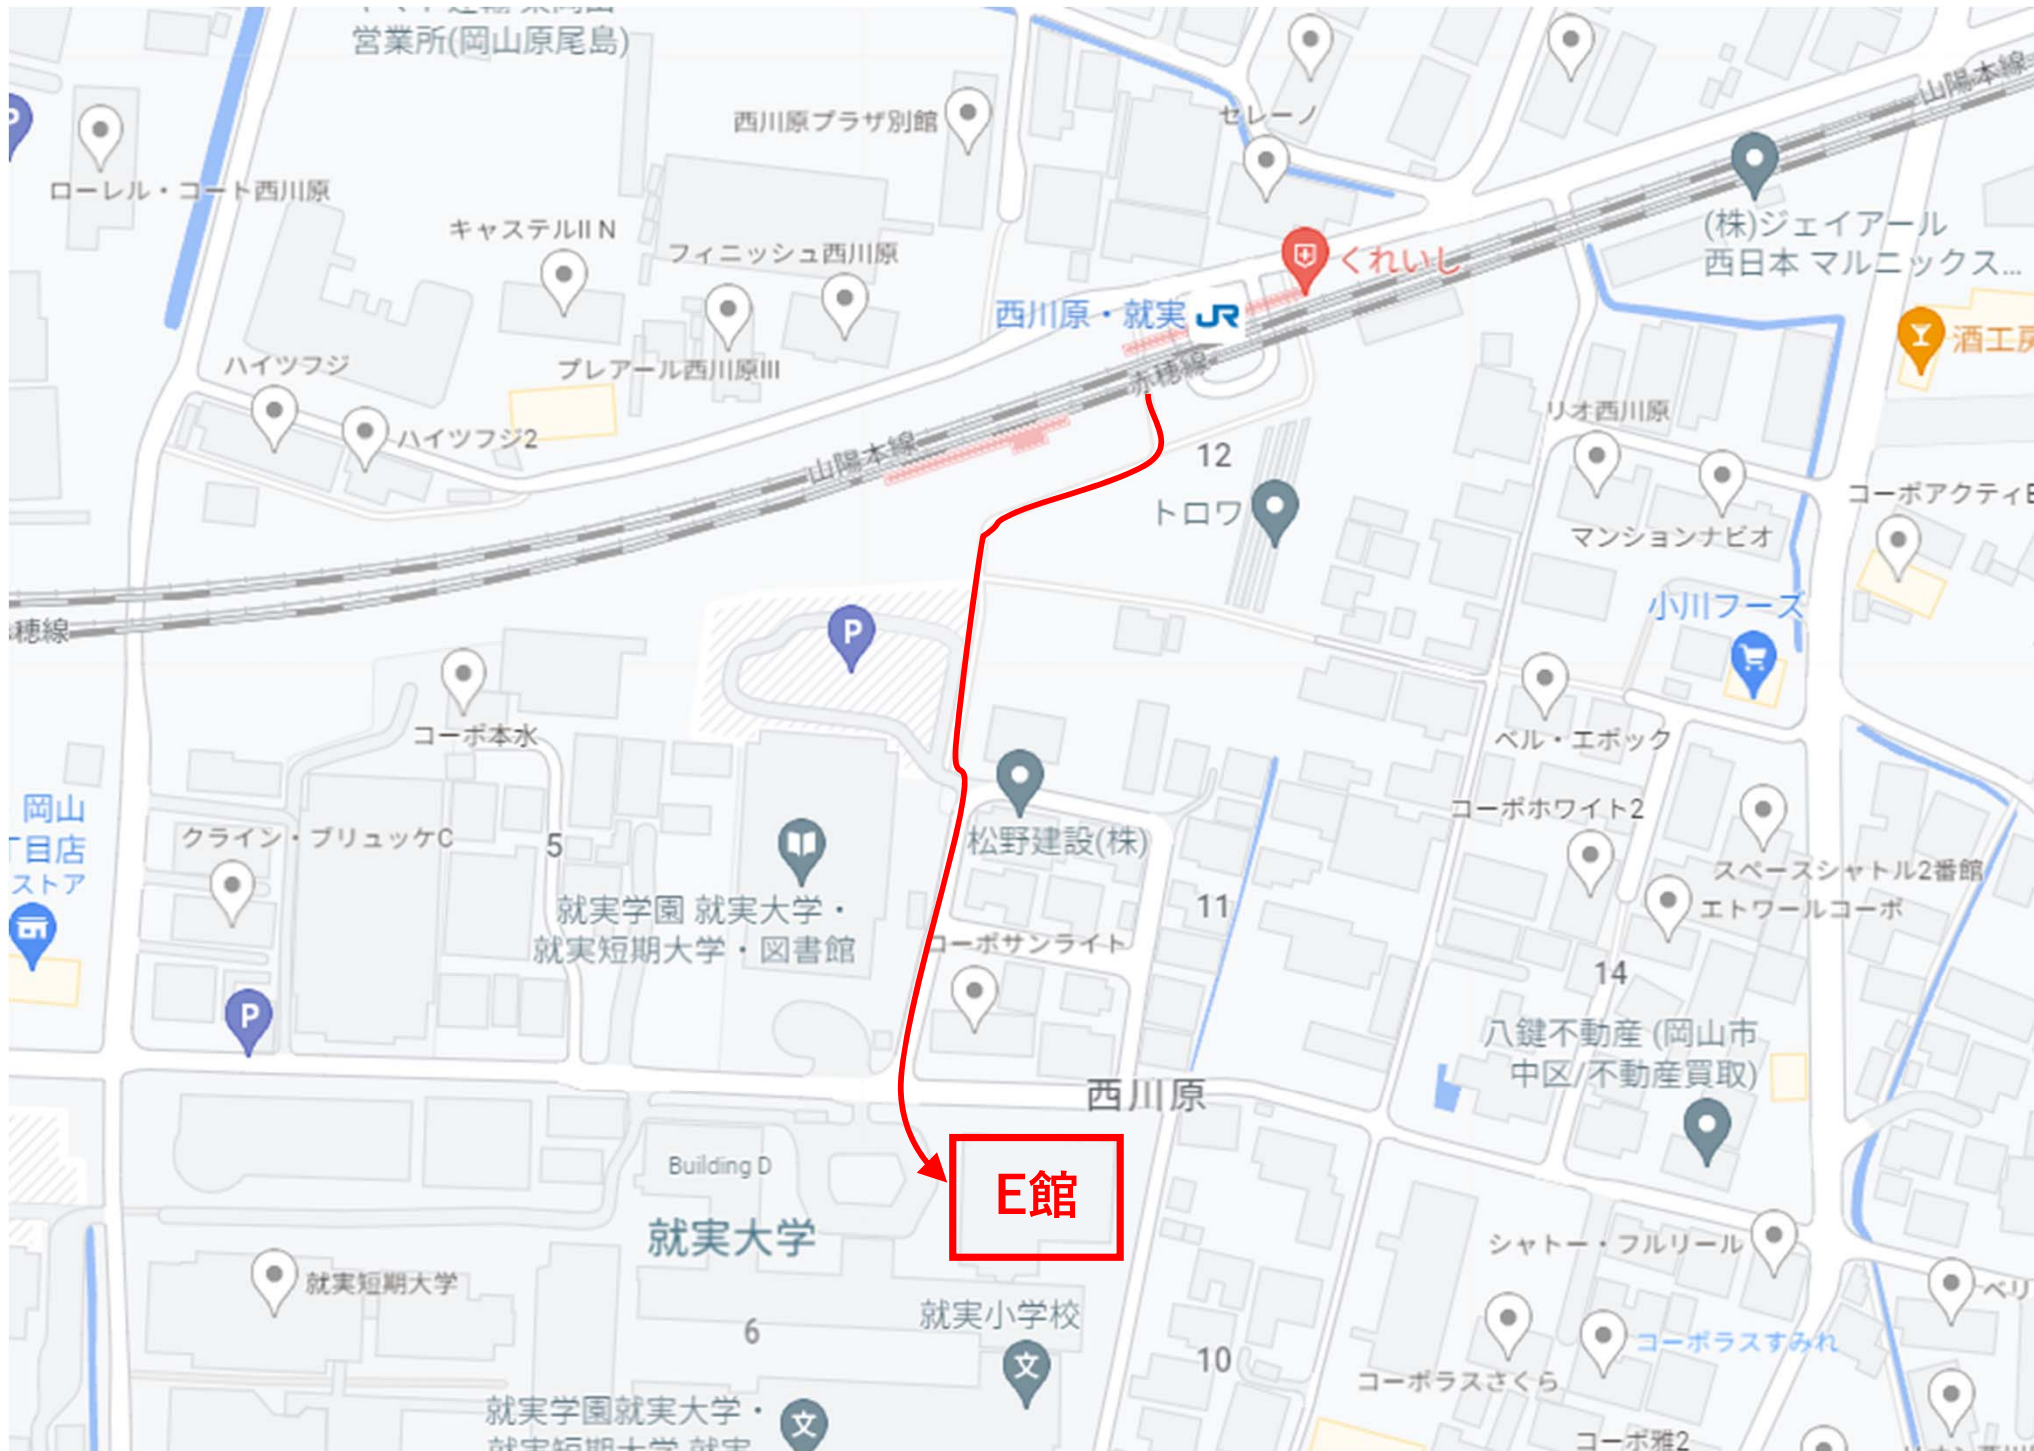 営業所(岡山原尾島)
西川原プラザ別館
セレーノ
山陽本線
ローレル・コート西川原
キャステルII N
フィニッシュ西川原
(株)ジェイアール
西日本 マルニックス...
くれいし
西川原・就実 JR
酒工房
ハイツフジ
プレアール西川原III
赤穂線
リオ西川原
ハイツフジ2
山陽本線
12
トロワ
コーポアクティE
マンションナビオ
小川フーズ
穂線
P
コーポ本水
ベル・エポック
岡山
丁目店
ストア
クライン・ブリュッケC
5
松野建設(株)
コーポホワイト2
スペースシャトル2番館
エトワールコーポ
就実学園 就実大学・
就実短期大学・図書館
11
コーポサンライト
14
P
八鍵不動産 (岡山市
中区/不動産買取)
西川原
Building D
E館
就実大学
シャトー・フルリール
就実短期大学
就実小学校
文
6
10
ベリ
コーポラスすみれ
コーポラスさくら
就実学園就実大学・
文
就実短期大学 就実
コーポ雅2